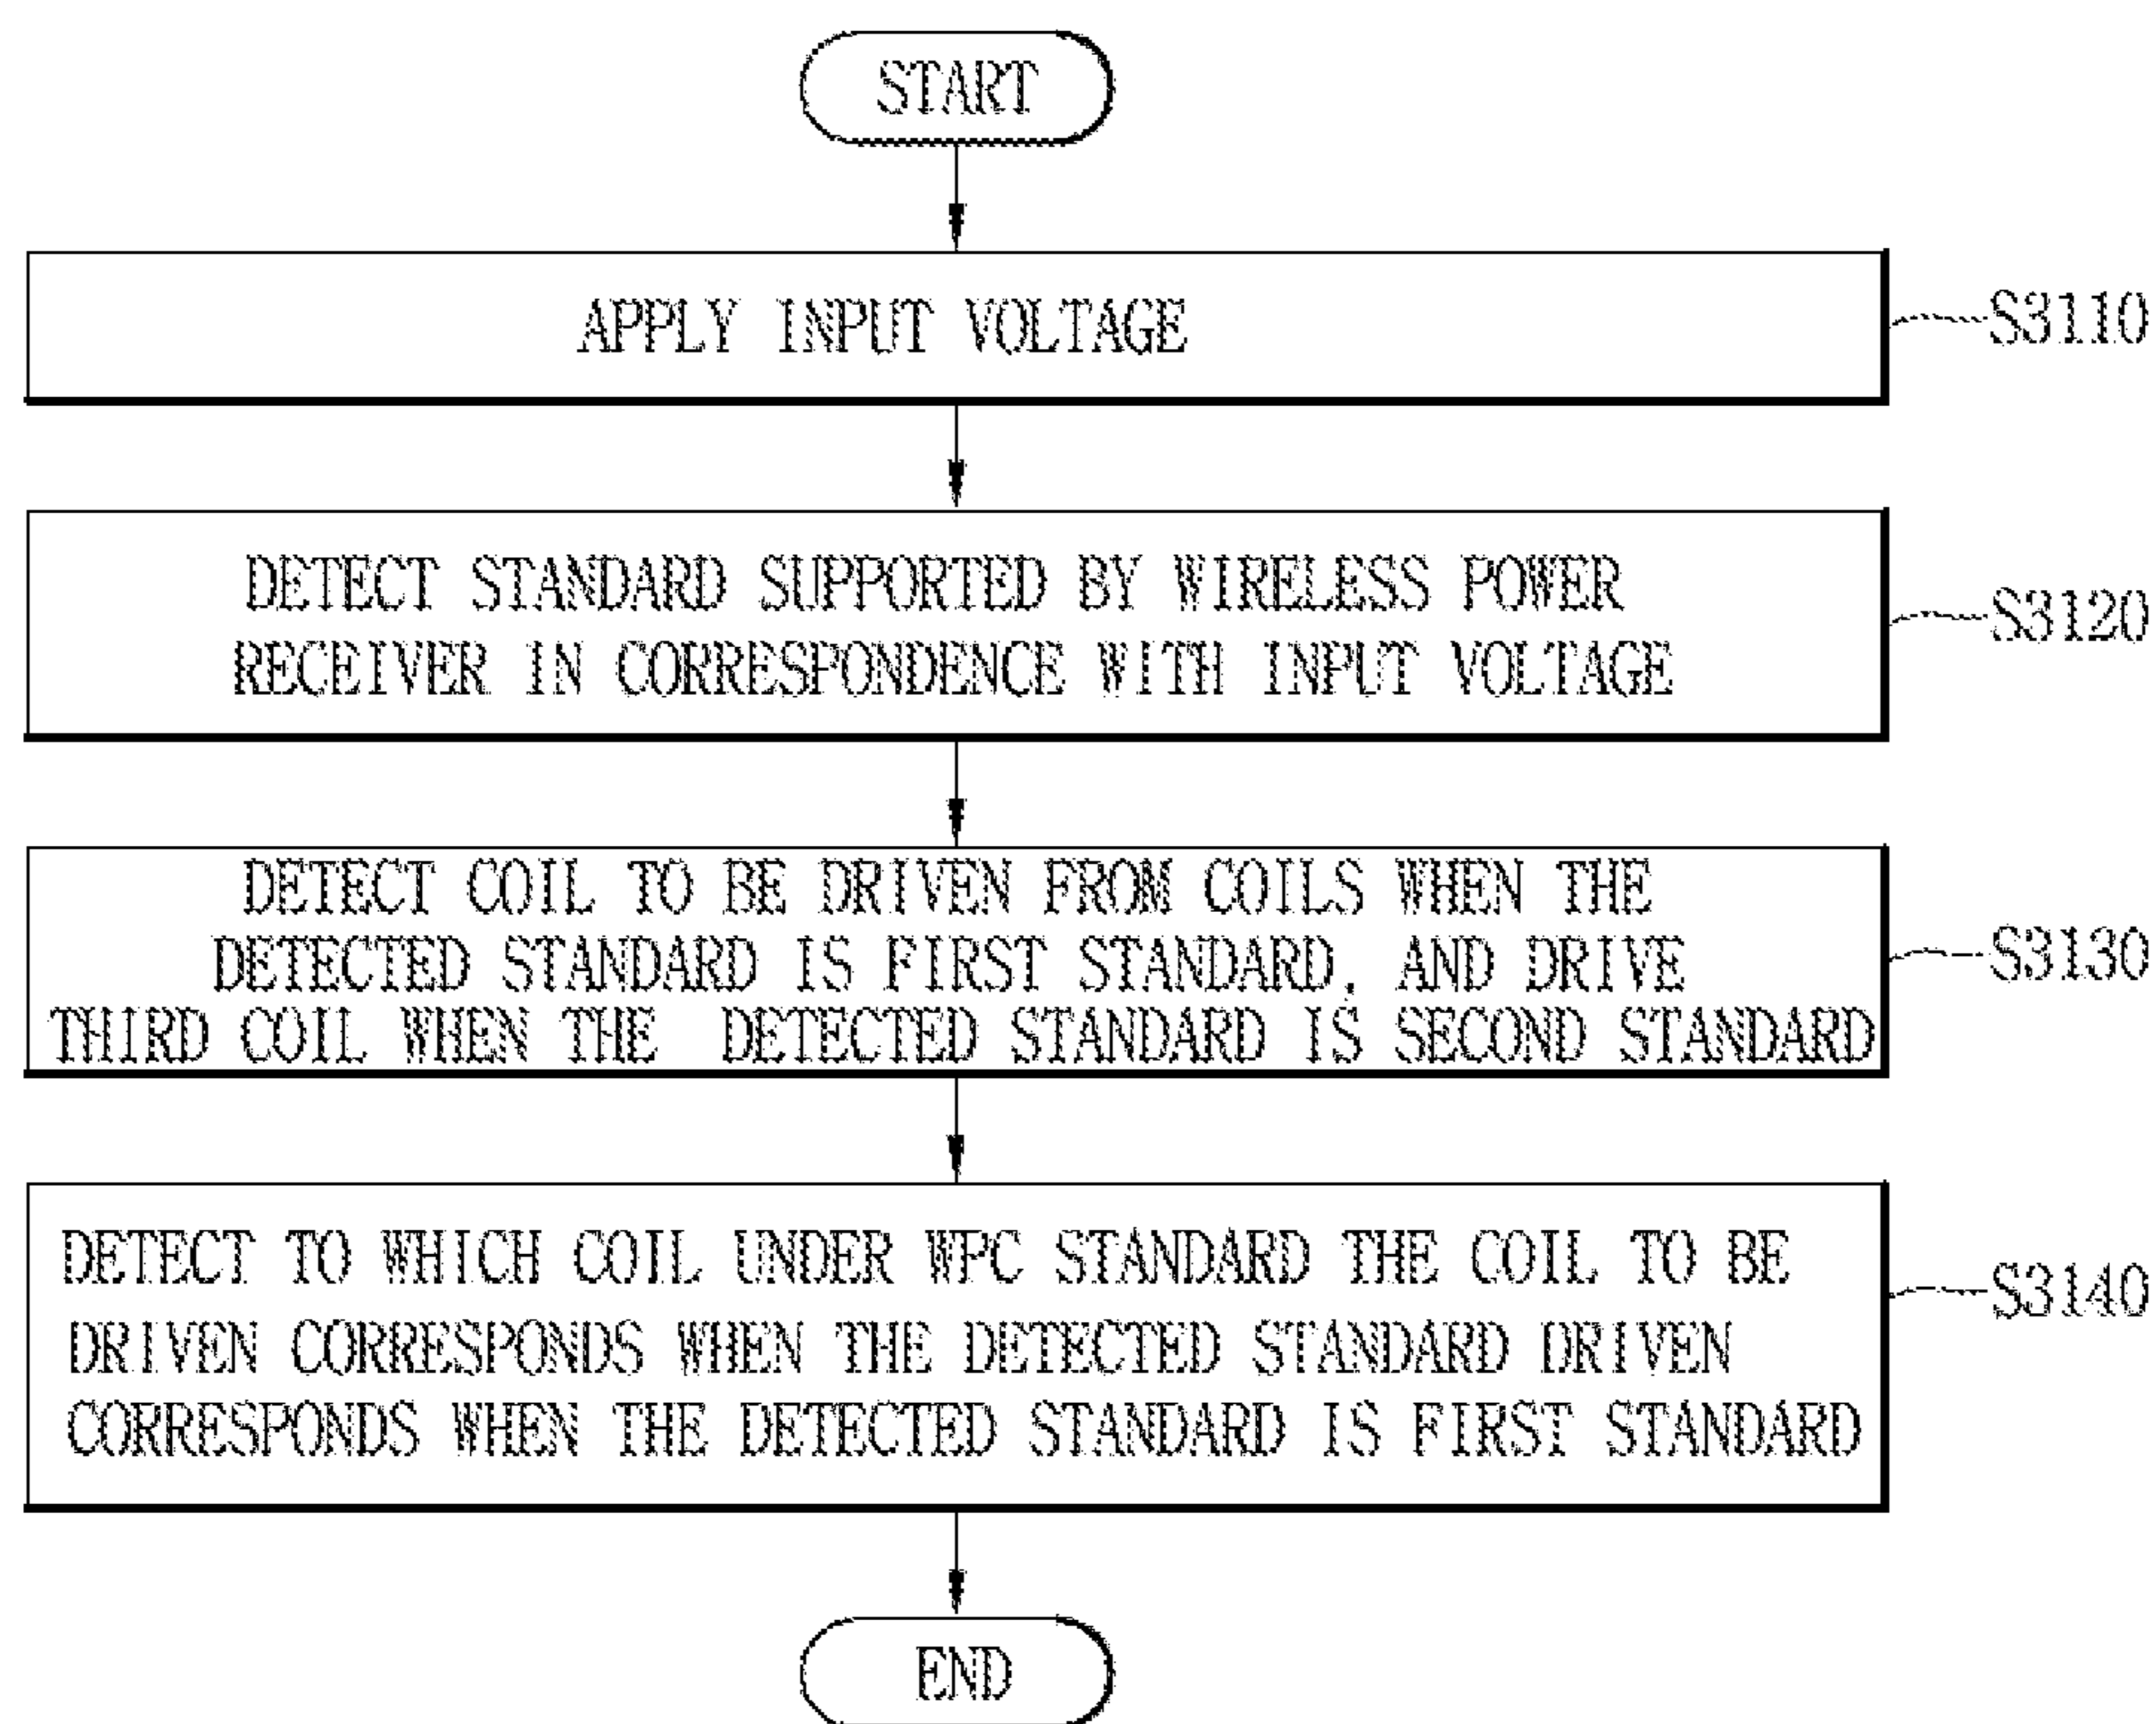 START
APPLY INPUT VOLTAGE
S3110
DETECT STANDARD SUPPORTED BY WIRELESS POWER
RECEIVER IN CORRESPONDENCE WITH INPUT VOLTAGE
S3120
DETECT COIL TO BE DRIVEN FROM COILS WHEN THE
DETECTED STANDARD IS FIRST STANDARD, AND DRIVE
THIRD COIL WHEN THE DETECTED STANDARD IS SECOND STANDARD
S3130
DETECT TO WHICH COIL UNDER WPC STANDARD THE COIL TO BE
DRIVEN CORRESPONDS WHEN THE DETECTED STANDARD DRIVEN
CORRESPONDS WHEN THE DETECTED STANDARD IS FIRST STANDARD
S3140
END